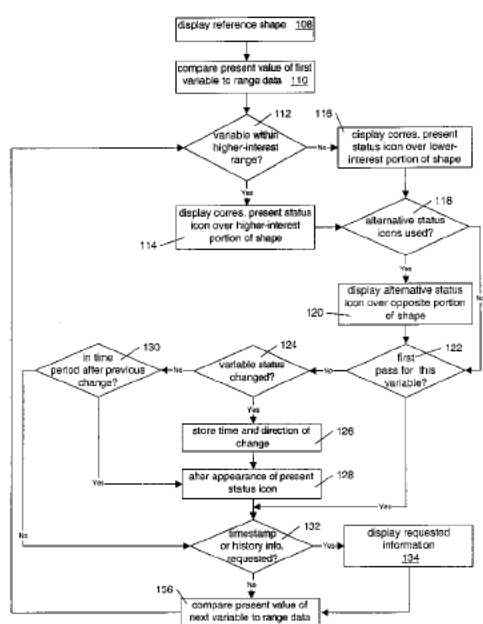 display reference shape 108
compare present value of first
variable to range data
110
112
variable within
higher-interest
range?
No
116
display corres. present
status icon over lower-
interest portion of shape
Yes
display corres. present status
icon over higher-interest
portion of shape
114
118
alternative status
icons used?
Yes
No
display alternative status
icon over opposite portion
of shape
120
122
first
pass for this
variable?
No
Yes
124
variable status
changed?
No
Yes
130
in time
period after previous
change?
Yes
No
store time and direction of
change
126
alter appearance of present
status icon
128
132
timestamp
or history info.
requested?
Yes
No
display requested
information
134
136
compare present value of
next variable to range data